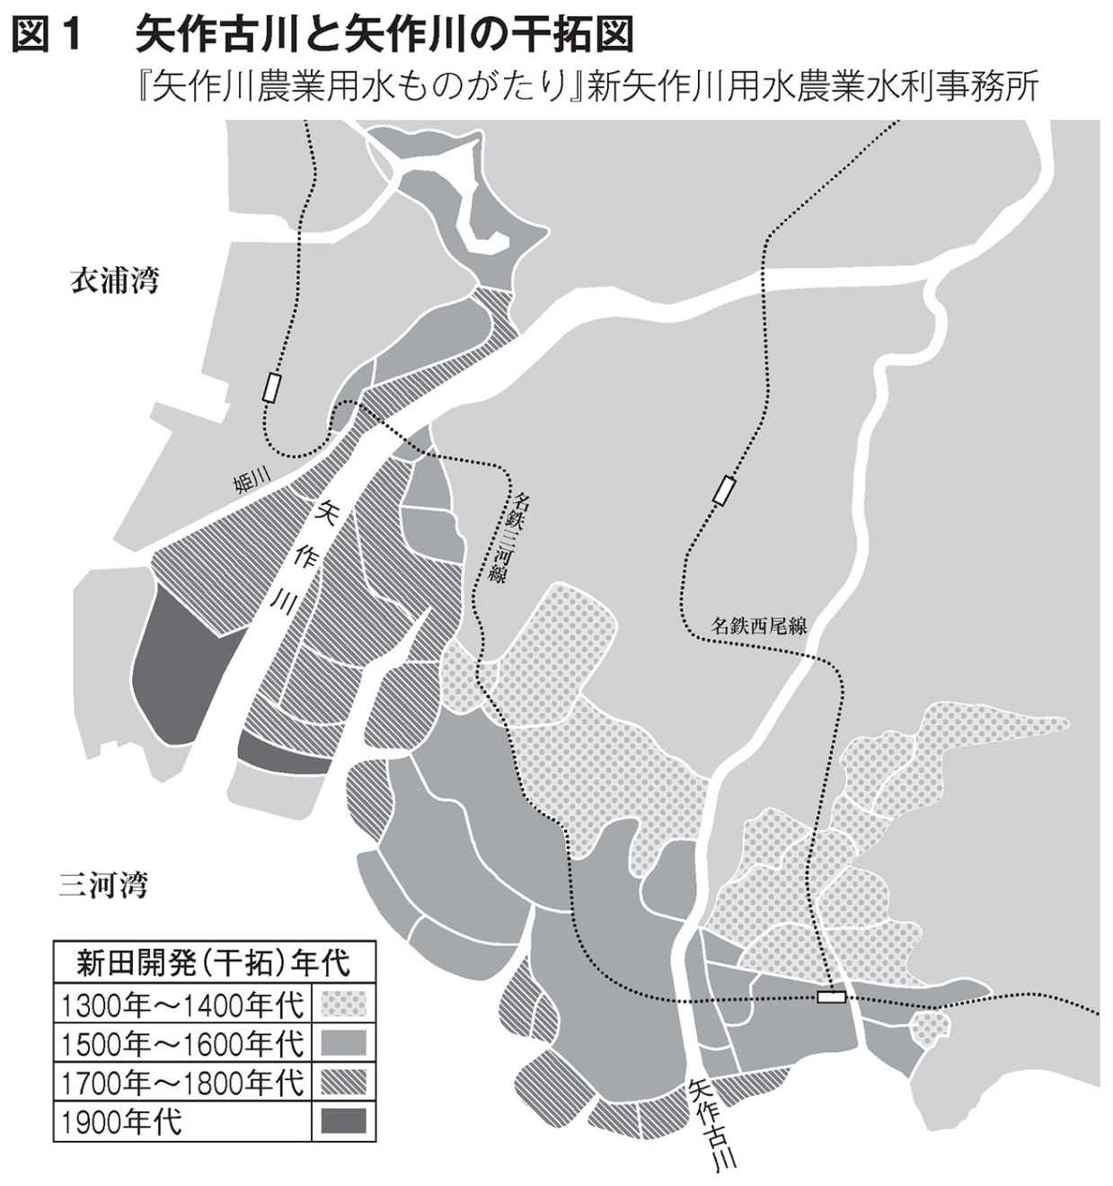 図1 矢作古川と矢作川の干拓図
『矢作川農業用水ものがたり』新矢作川用水農業水利事務所
衣浦湾
姫川
矢作川
名鉄三河線
名鉄西尾線
三河湾
新田開発(干拓)年代
1300年～1400年代
1500年～1600年代
1700年～1800年代
1900年代
矢作古川